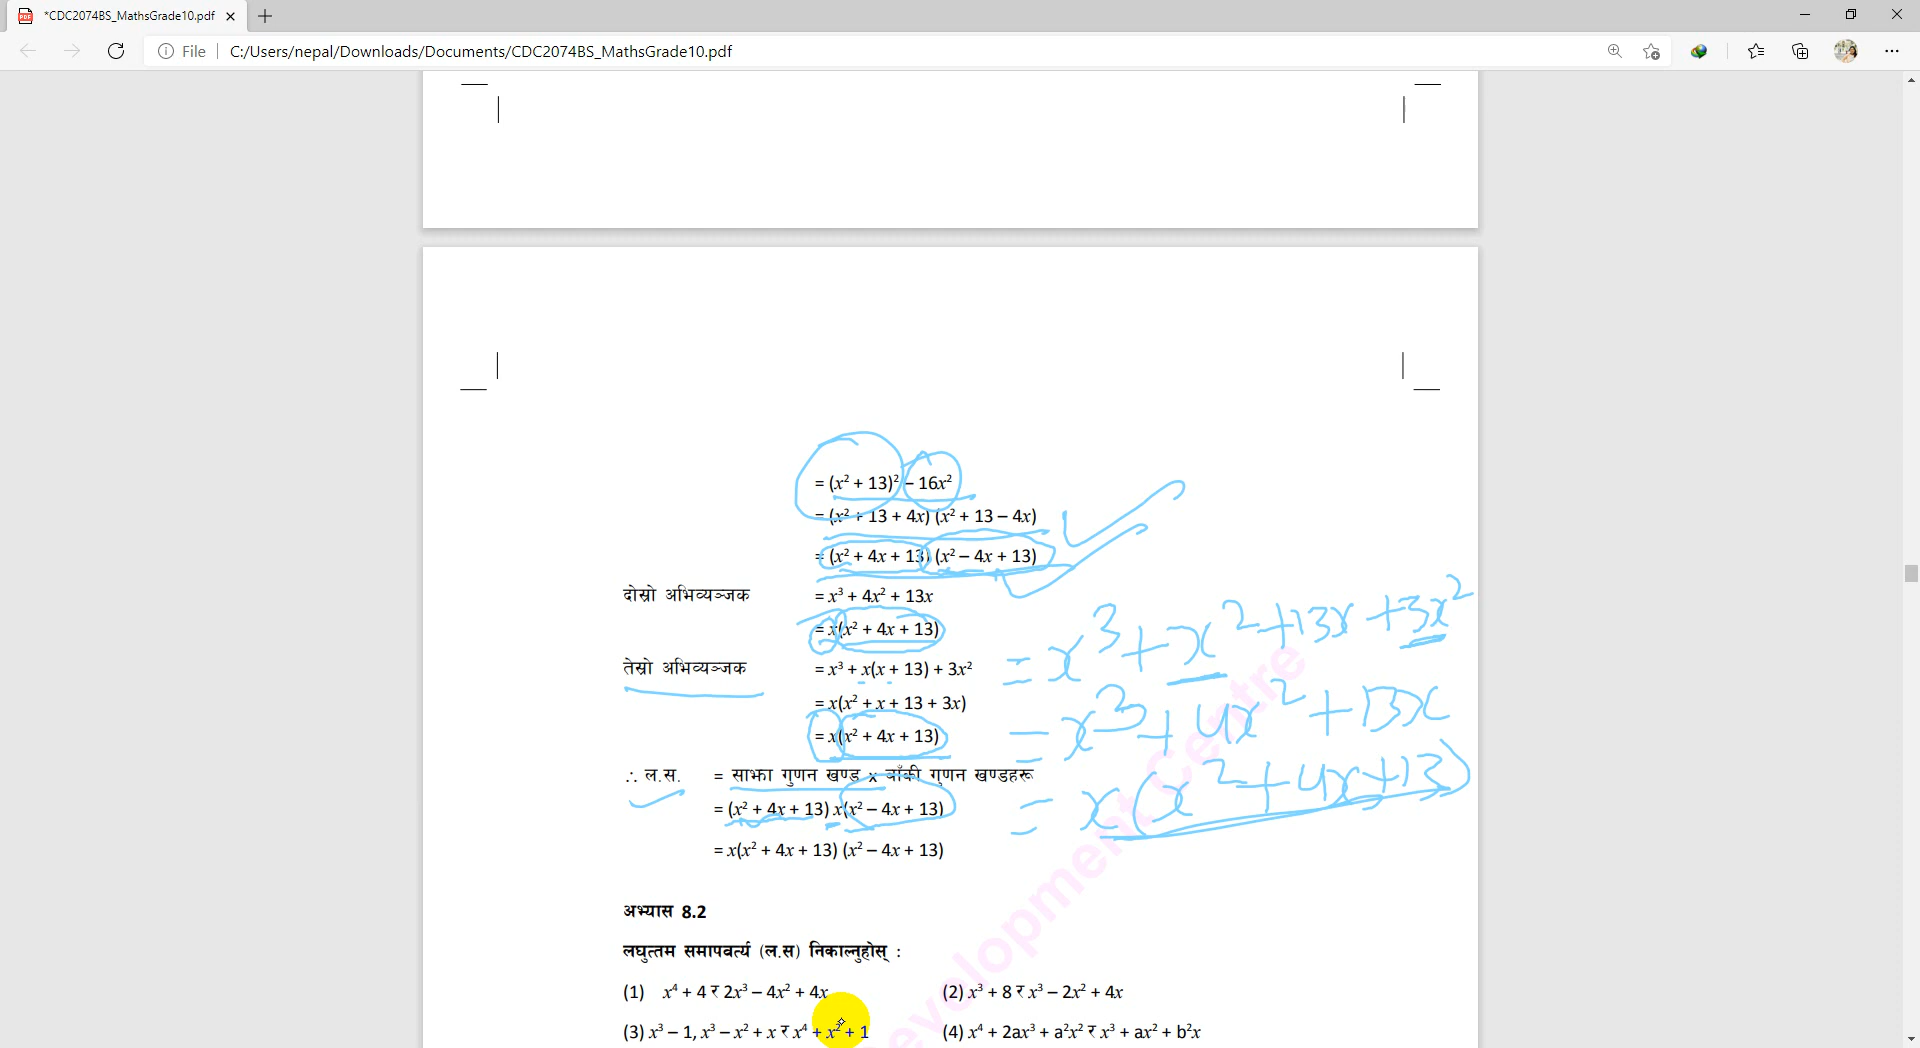 *CDC2074BS_MathsGrade10.pdf
File C:/Users/nepal/Downloads/Documents/CDC2074BS_MathsGrade10.pdf
= (x² + 13)² – 16x²
= (x² + 13 + 4x) (x² + 13 – 4x)
= (x² + 4x + 13) (x² – 4x + 13)
दोस्रो अभिव्यञ्जक = x³ + 4x² + 13x
= x(x² + 4x + 13)
= x³ + x² + 13x + 3x²
तेस्रो अभिव्यञ्जक = x³ + x(x + 13) + 3x²
= x(x² + x + 13 + 3x)
= x³ + 4x² + 13x
= x(x² + 4x + 13)
∴ ल.स. = साझा गुणन खण्ड x बाँकी गुणन खण्डहरू
= x(x² + 4x + 13)
= (x² + 4x + 13) x(x² – 4x + 13)
= x(x² + 4x + 13) (x² – 4x + 13)
अभ्यास 8.2
लघुत्तम समापवर्त्य (ल.स) निकाल्नुहोस् :
(1) x⁴ + 4 र 2x³ – 4x² + 4x (2) x³ + 8 र x³ – 2x² + 4x
(3) x³ – 1, x³ – x² + x र x⁴ + x² + 1 (4) x⁴ + 2ax³ + a²x² र x³ + ax² + b²x
evelopment Centre